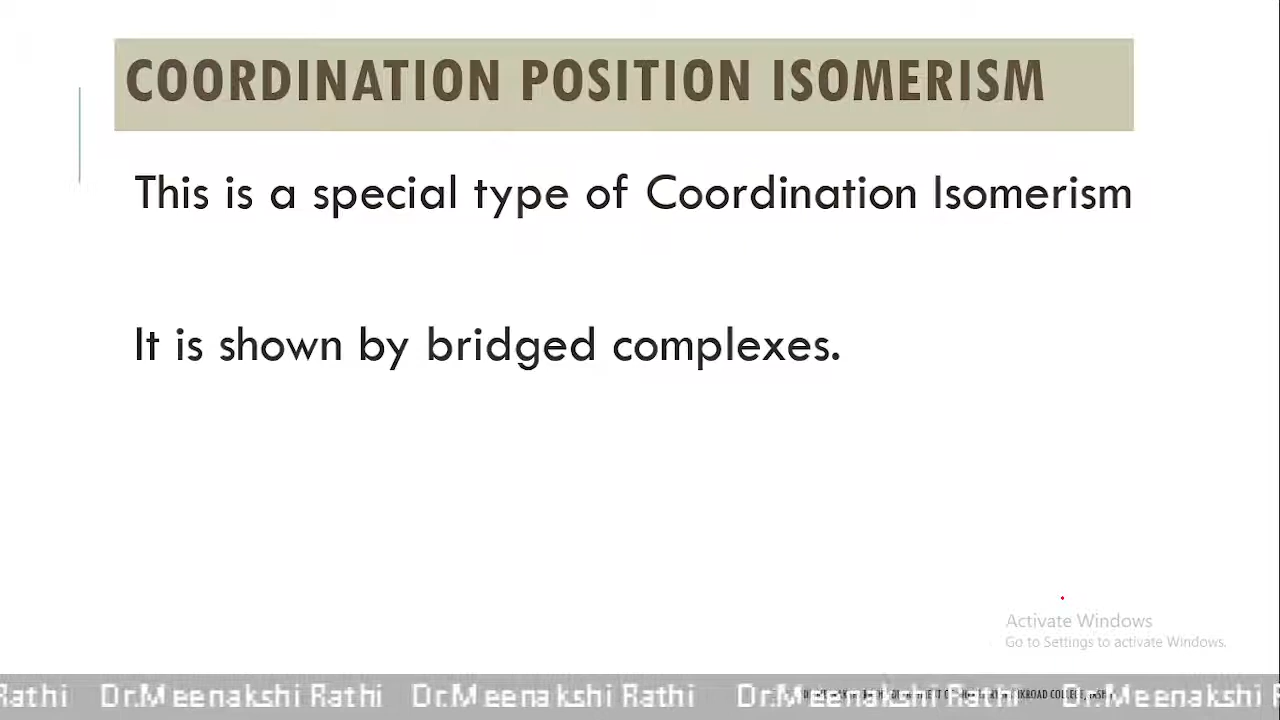 COORDINATION POSITION ISOMERISM
This is a special type of Coordination Isomerism
It is shown by bridged complexes.
Activate Windows
Go to Settings to activate Windows.
Rathi Dr.Meenakshi Rathi Dr.Meenakshi Rathi Dr.Meenakshi Rathi Dr.Meenakshi